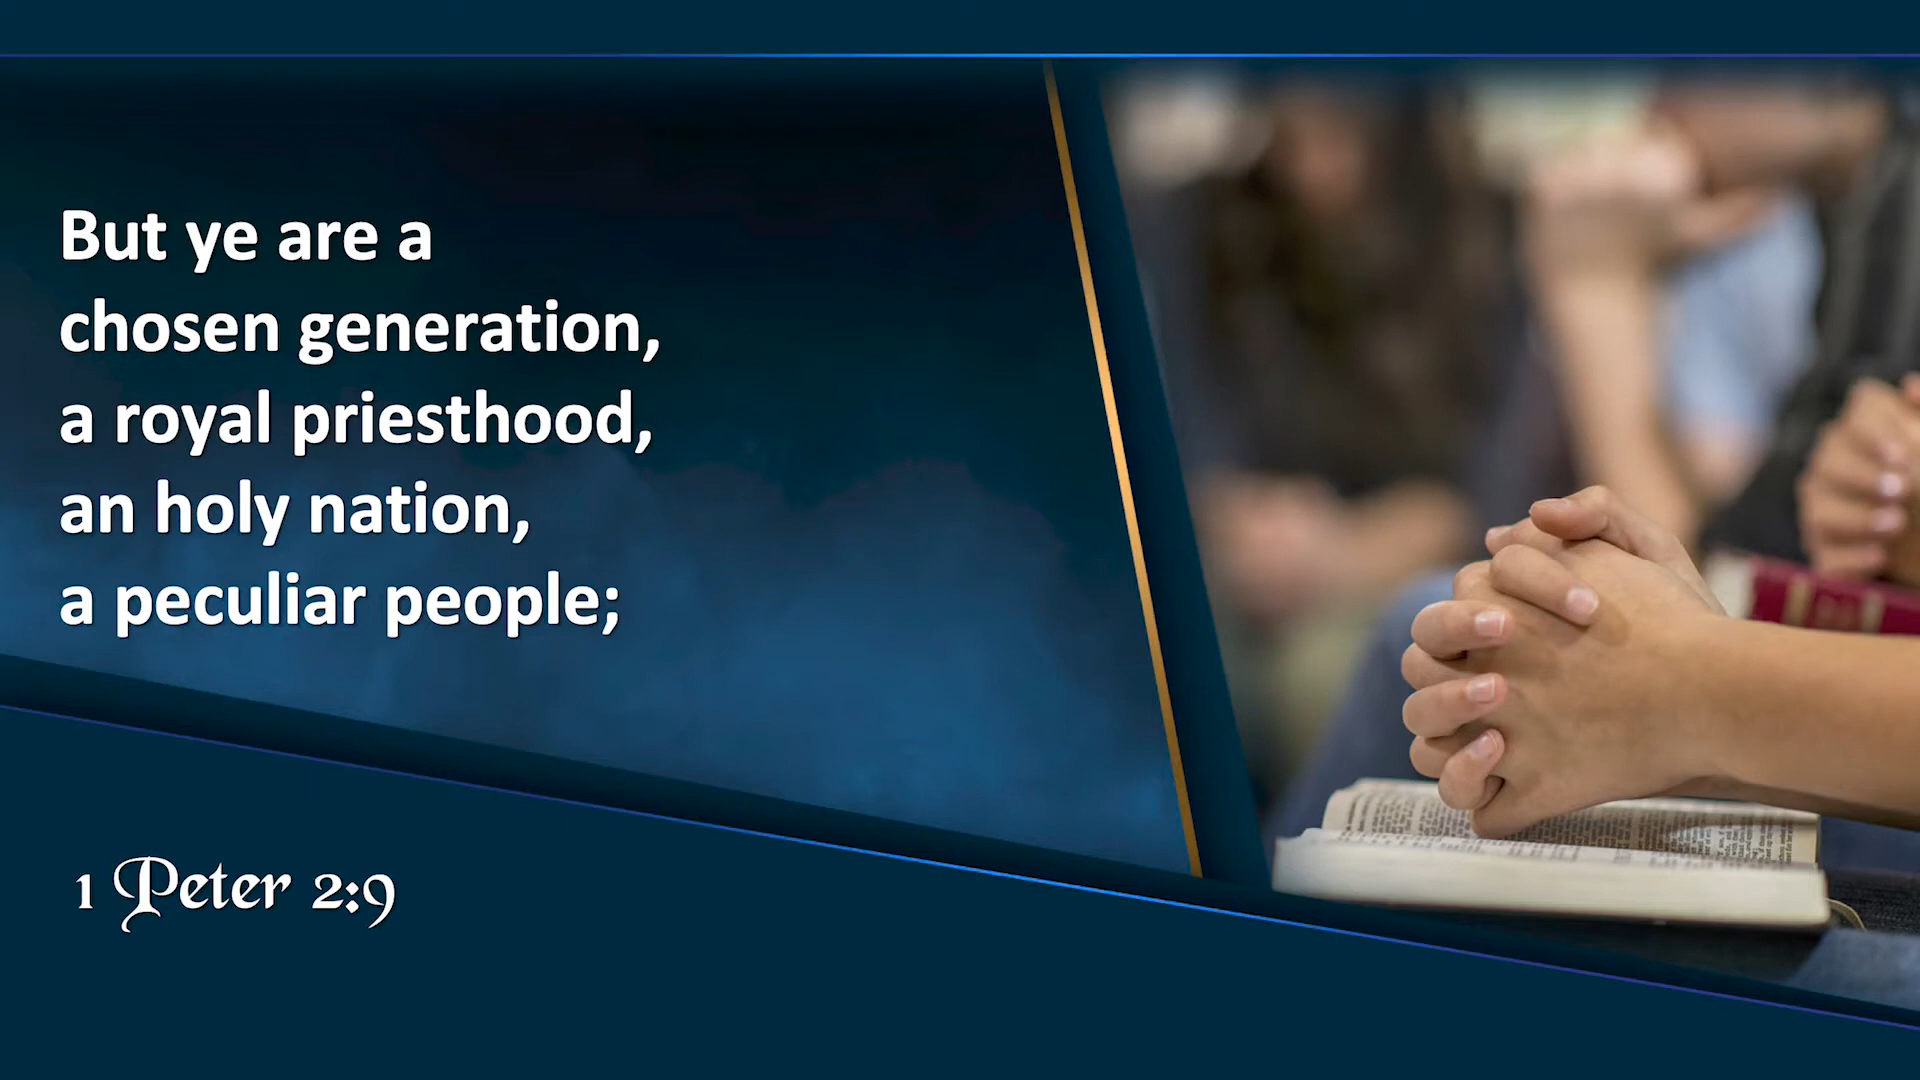 But ye are a
chosen generation,
a royal priesthood,
an holy nation,
a peculiar people;
1 Peter 2:9